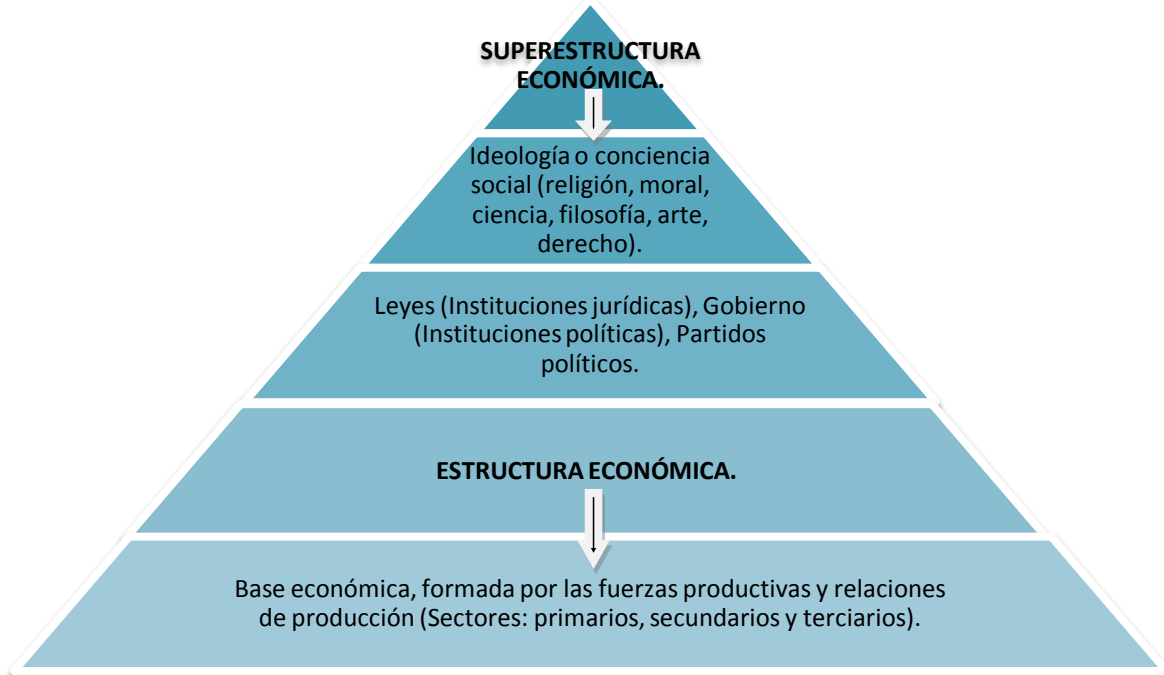 SUPERESTRUCTURA
ECONÓMICA.
Ideología o conciencia
social (religión, moral,
ciencia, filosofía, arte,
derecho).
Leyes (Instituciones jurídicas), Gobierno
(Instituciones políticas), Partidos
políticos.
ESTRUCTURA ECONÓMICA.
Base económica, formada por las fuerzas productivas y relaciones
de producción (Sectores: primarios, secundarios y terciarios).